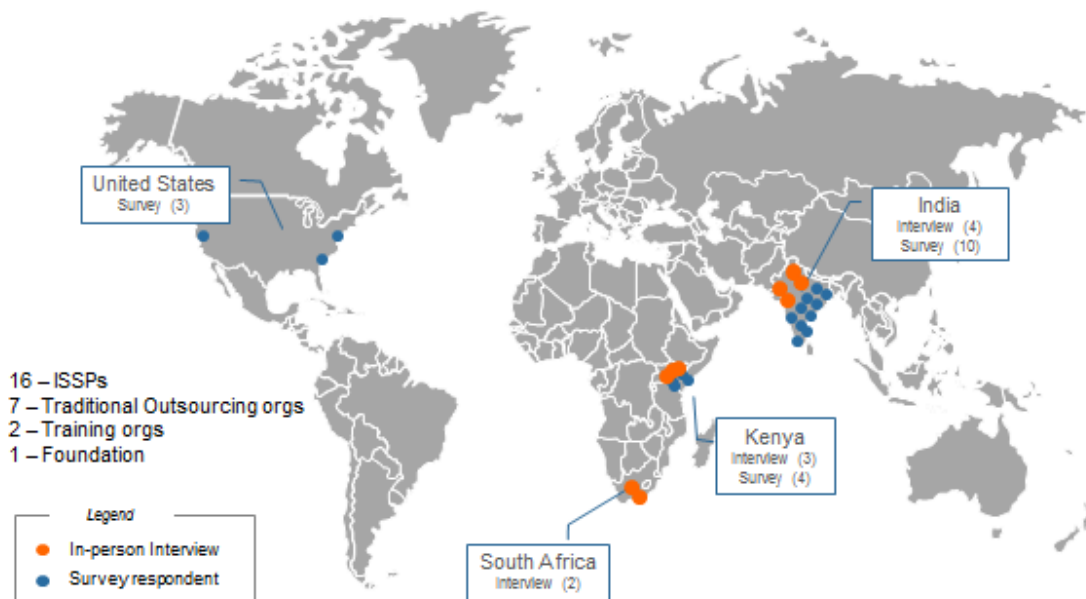 United States
Survey (3)
India
Interview (4)
Survey (10)
16 – ISSPs
7 – Traditional Outsourcing orgs
2 – Training orgs
1 – Foundation
Kenya
Interview (3)
Survey (4)
South Africa
Interview (2)
Legend
In-person Interview
Survey respondent